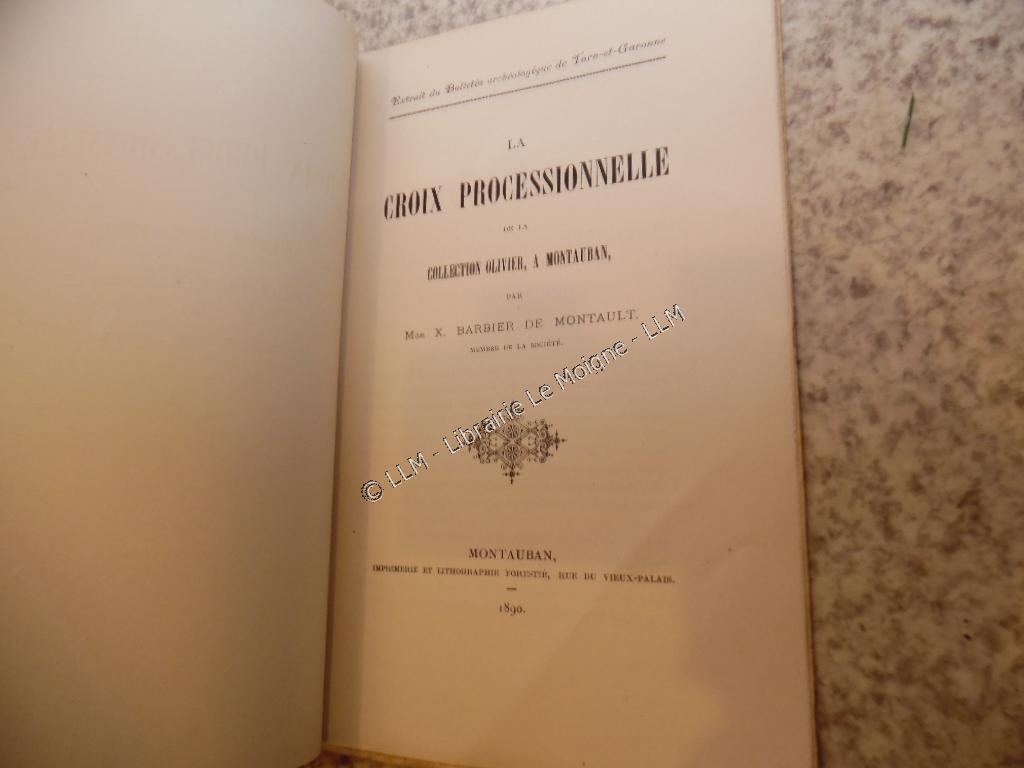 Extrait du Bulletin archéologique de Tarn-et-Garonne
LA
CROIX PROCESSIONNELLE
DE LA
COLLECTION OLIVIER, A MONTAUBAN,
PAR
MGR X. BARBIER DE MONTAULT.
MEMBRE DE LA SOCIÉTÉ.
© LLM - Librairie Le Moigne - LLM
MONTAUBAN,
IMPRIMERIE ET LITHOGRAPHIE FORESTIÉ, RUE DU VIEUX-PALAIS.
1890.